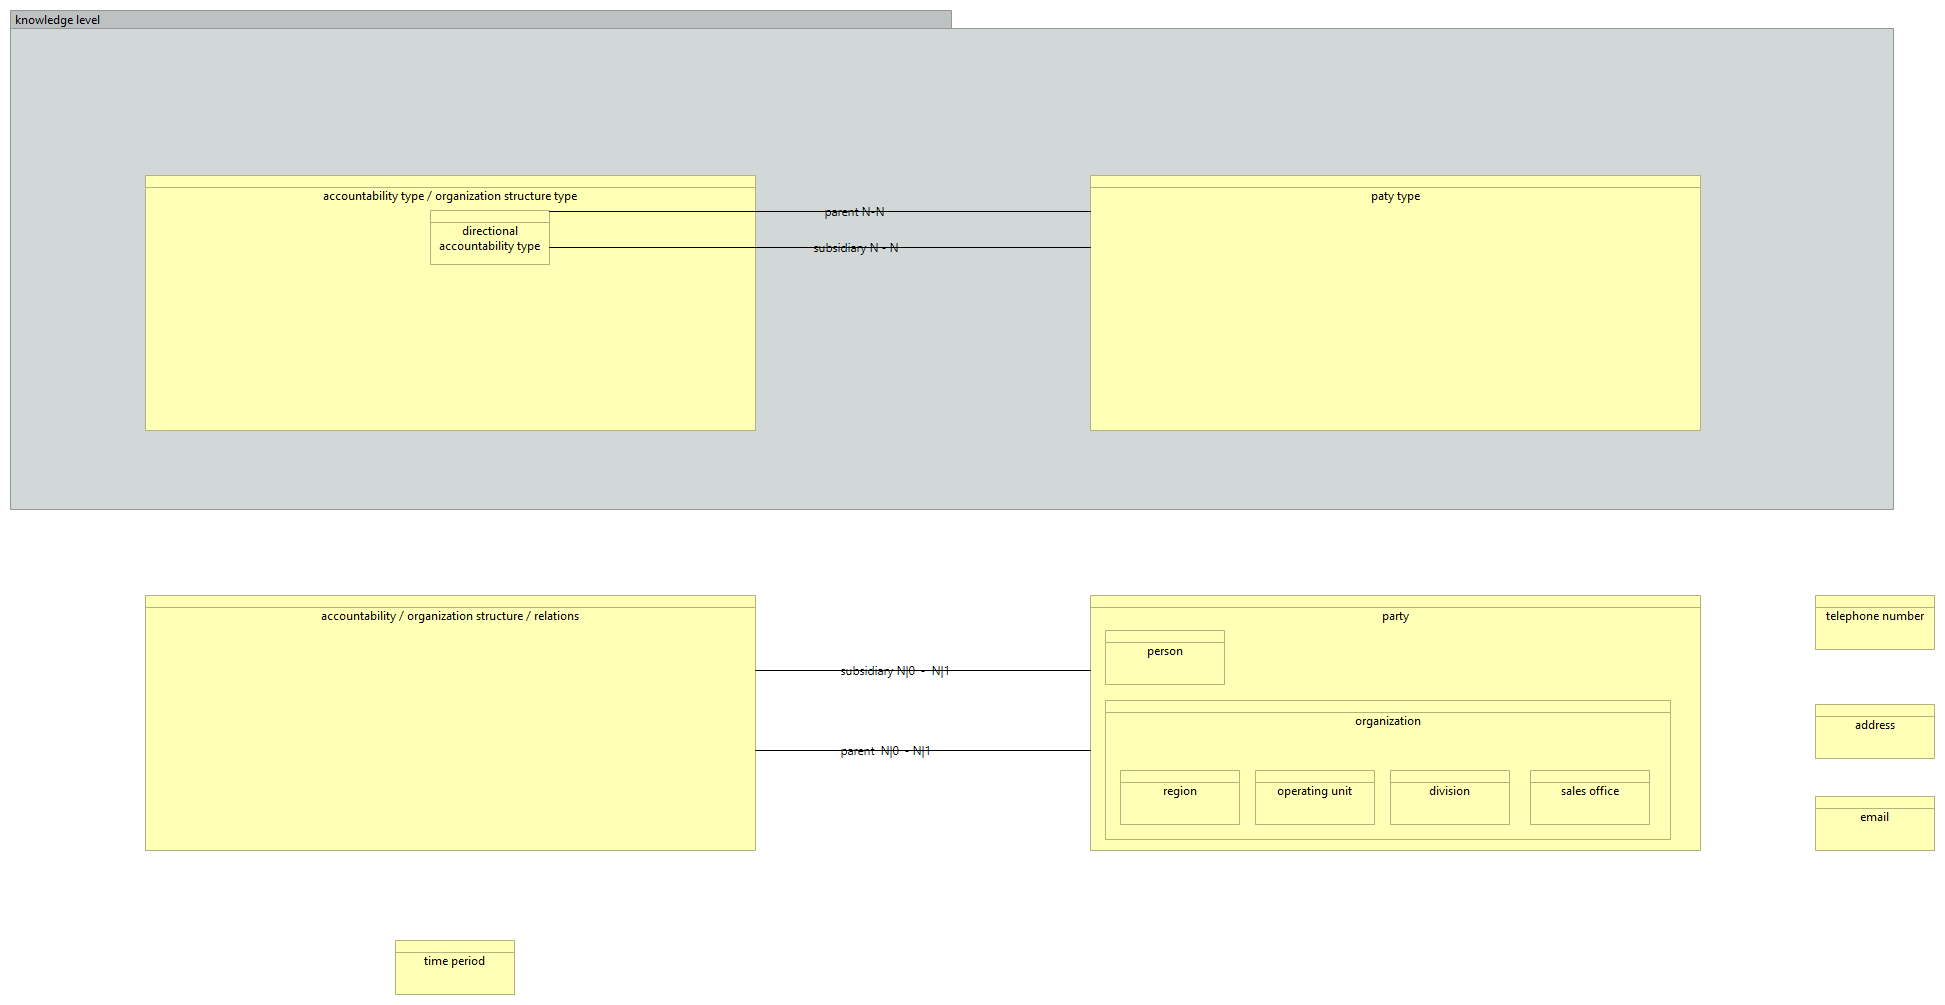 knowledge level
accountability type / organization structure type
paty type
directional
accountability type
parent N-N
subsidiary N - N
accountability / organization structure / relations
party
telephone number
person
subsidiary N|0  -  N|1
organization
address
parent  N|0  - N|1
region
operating unit
division
sales office
email
time period